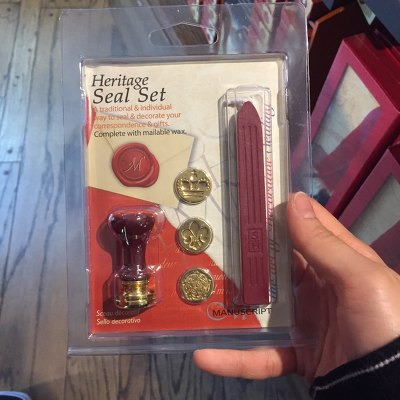 Heritage
Seal Set
A traditional & individual
way to seal & decorate your
correspondence & gifts.
Complete with mailable wax.
M
Sello decorativo
MANUSCRIPT